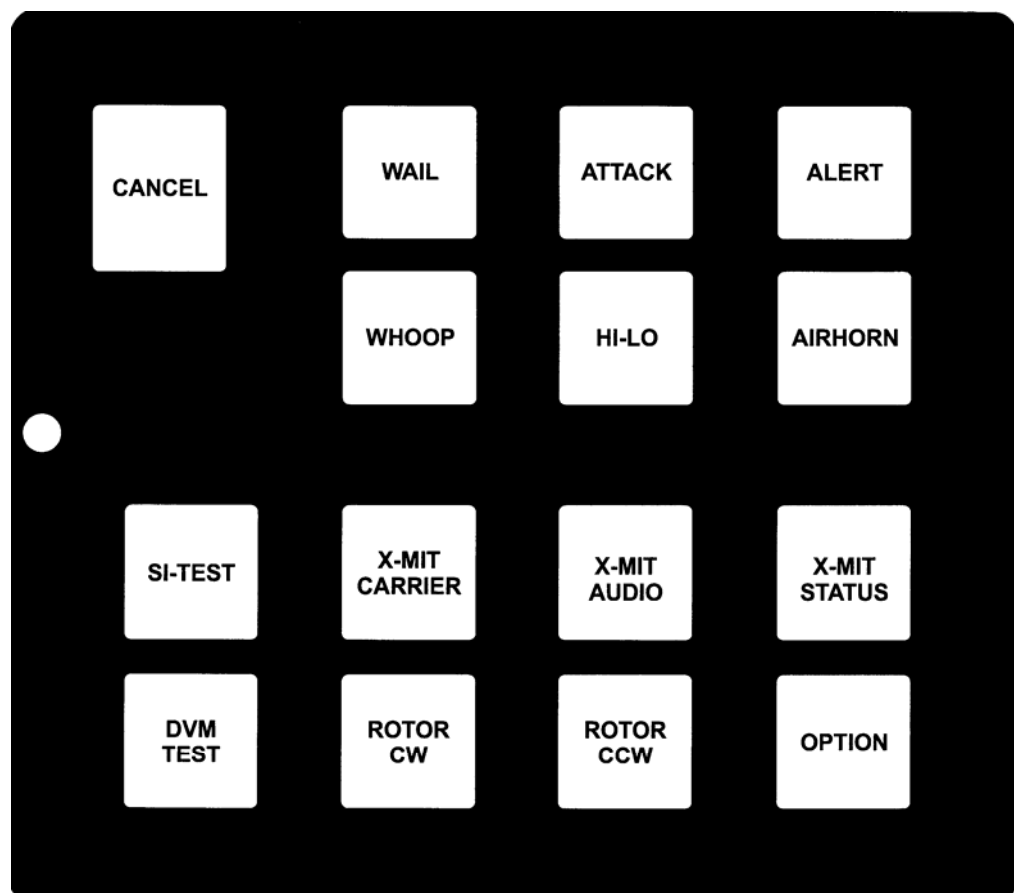 CANCEL
WAIL
ATTACK
ALERT
WHOOP
HI-LO
AIRHORN
SI-TEST
X-MIT
CARRIER
X-MIT
AUDIO
X-MIT
STATUS
DVM
TEST
ROTOR
CW
ROTOR
CCW
OPTION